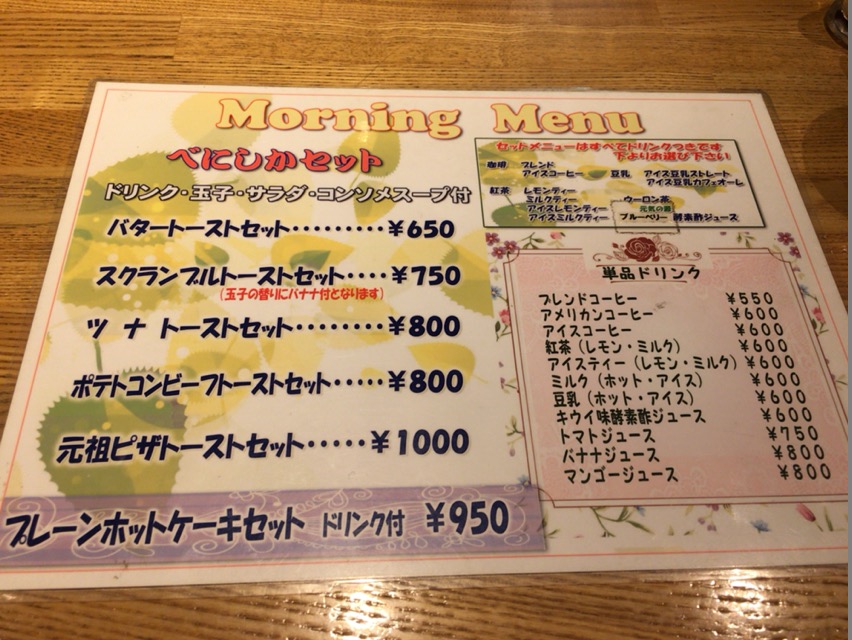 Morning Menu
べにしかセット
ドリンク・玉子・サラダ・コンソメスープ付
バタートーストセット·········¥650
スクランブルトーストセット····¥750
(玉子の替りにバナナ付となります)
ツ ナ トーストセット········¥800
ポテトコンビーフトーストセット·····¥800
元祖ピザトーストセット·····¥1000
プレーンホットケーキセット ドリンク付 ¥950
セットメニューはすべてドリンクつきです
下よりお選び下さい
珈琲 ブレンド
アイスコーヒー
豆乳 アイス豆乳ストレート
アイス豆乳カフェオーレ
紅茶 レモンティー
ミルクティー
アイスレモンティー
アイスミルクティー
ウーロン茶
元気の源
ブルーベリー 酵素酢ジュース
単品ドリンク
ブレンドコーヒー ¥550
アメリカンコーヒー ¥600
アイスコーヒー ¥600
紅茶(レモン・ミルク) ¥600
アイスティー(レモン・ミルク) ¥600
ミルク(ホット・アイス) ¥600
豆乳(ホット・アイス) ¥600
キウイ味酵素酢ジュース ¥600
トマトジュース ¥750
バナナジュース ¥800
マンゴージュース ¥800